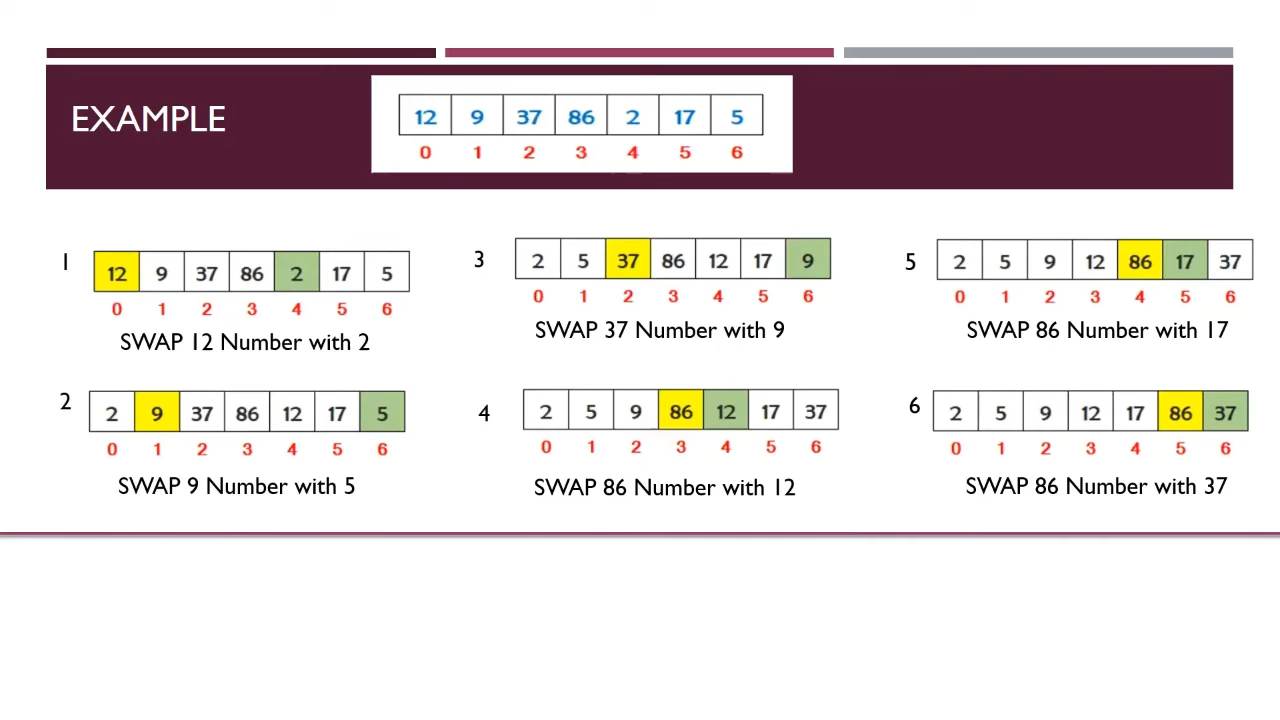 EXAMPLE
12 9 37 86 2 17 5
0 1 2 3 4 5 6
1
12 9 37 86 2 17 5
0 1 2 3 4 5 6
SWAP 12 Number with 2
2
2 9 37 86 12 17 5
0 1 2 3 4 5 6
SWAP 9 Number with 5
3
2 5 37 86 12 17 9
0 1 2 3 4 5 6
SWAP 37 Number with 9
4
2 5 9 86 12 17 37
0 1 2 3 4 5 6
SWAP 86 Number with 12
5
2 5 9 12 86 17 37
0 1 2 3 4 5 6
SWAP 86 Number with 17
6
2 5 9 12 17 86 37
0 1 2 3 4 5 6
SWAP 86 Number with 37